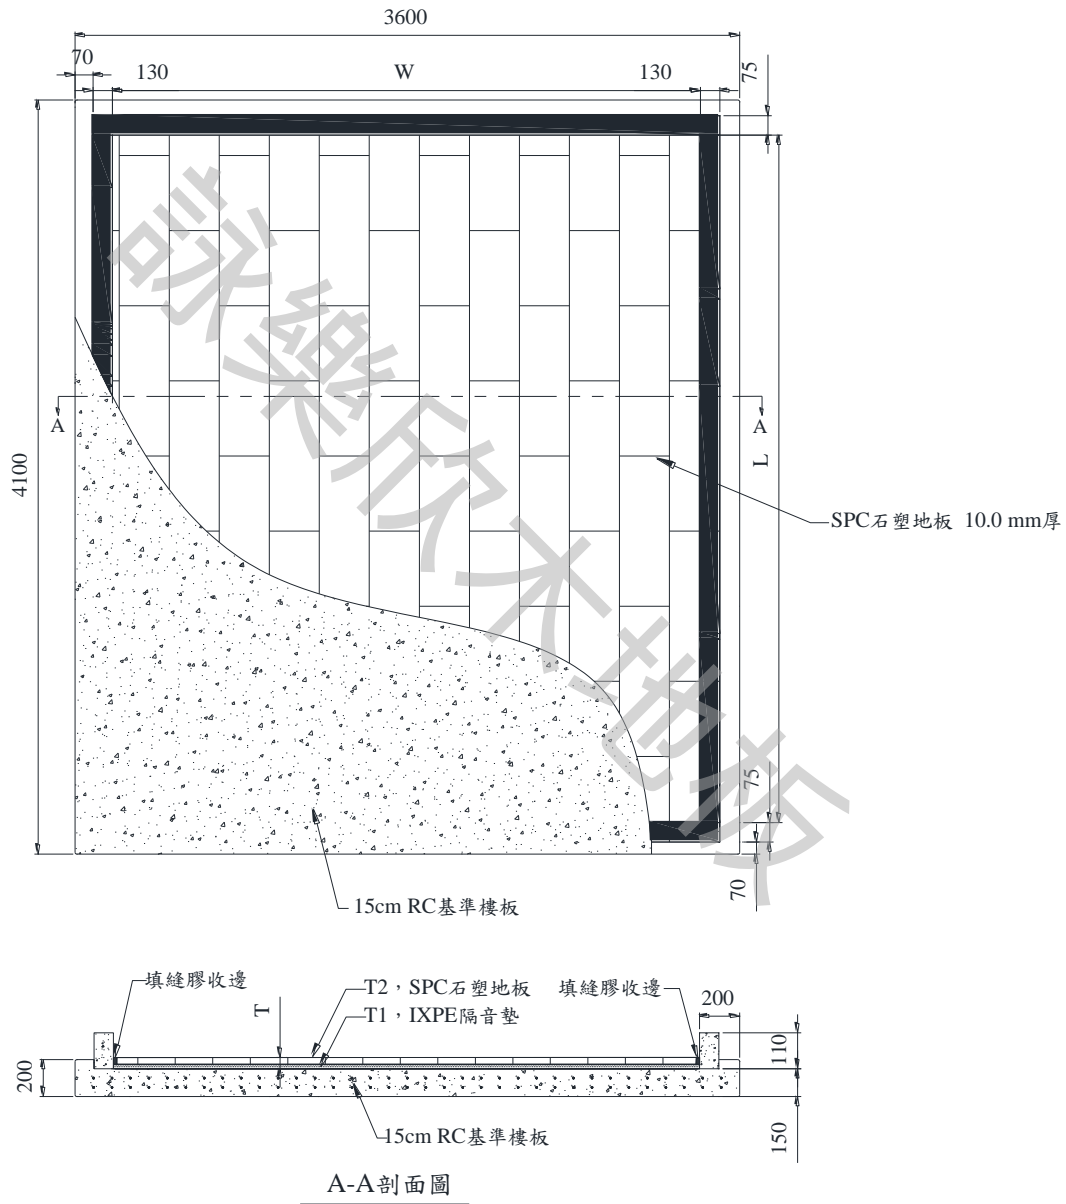 3600
70
130
W
130
75
A
A
L
4100
SPC石塑地板 10.0 mm厚
75
70
15cm RC基準樓板
詠樂欣木地板
填縫膠收邊
T
T2，SPC石塑地板
填縫膠收邊
T1，IXPE隔音墊
200
200
110
150
15cm RC基準樓板
A-A剖面圖